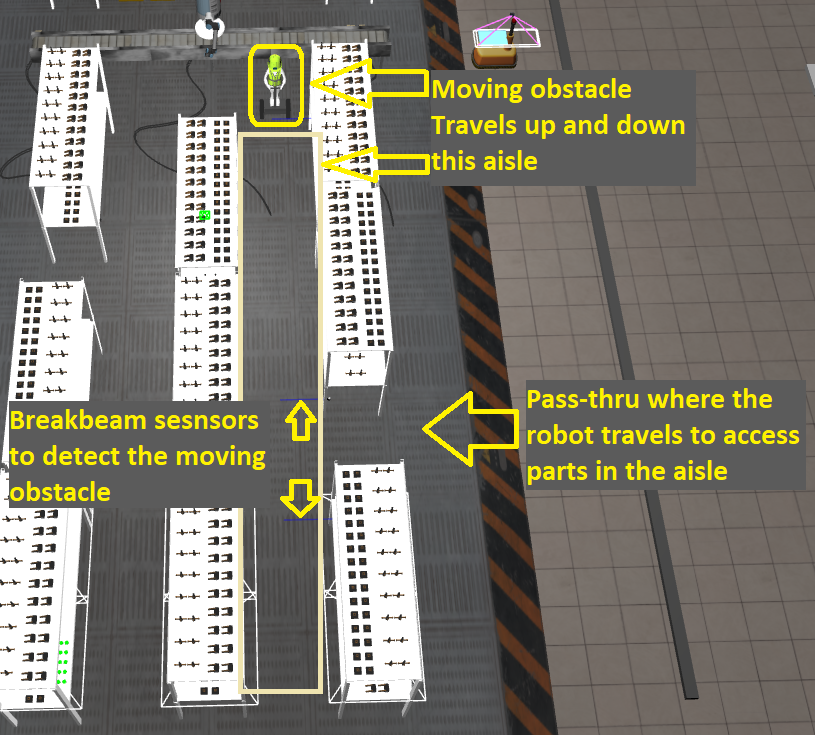 Moving obstacle
Travels up and down
this aisle
Pass-thru where the
robot travels to access
parts in the aisle
Breakbeam sesnsors
to detect the moving
obstacle